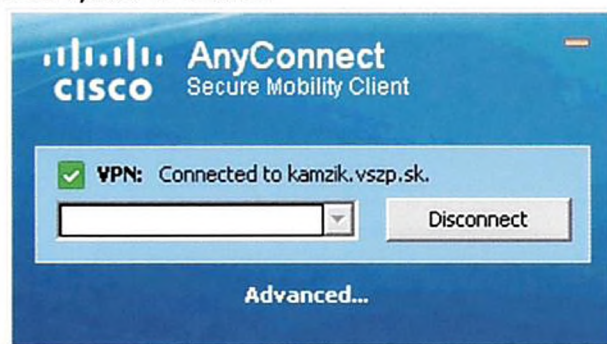 CISCO
AnyConnect
Secure Mobility Client
VPN: Connected to kamzik.vszp.sk.
Disconnect
Advanced...